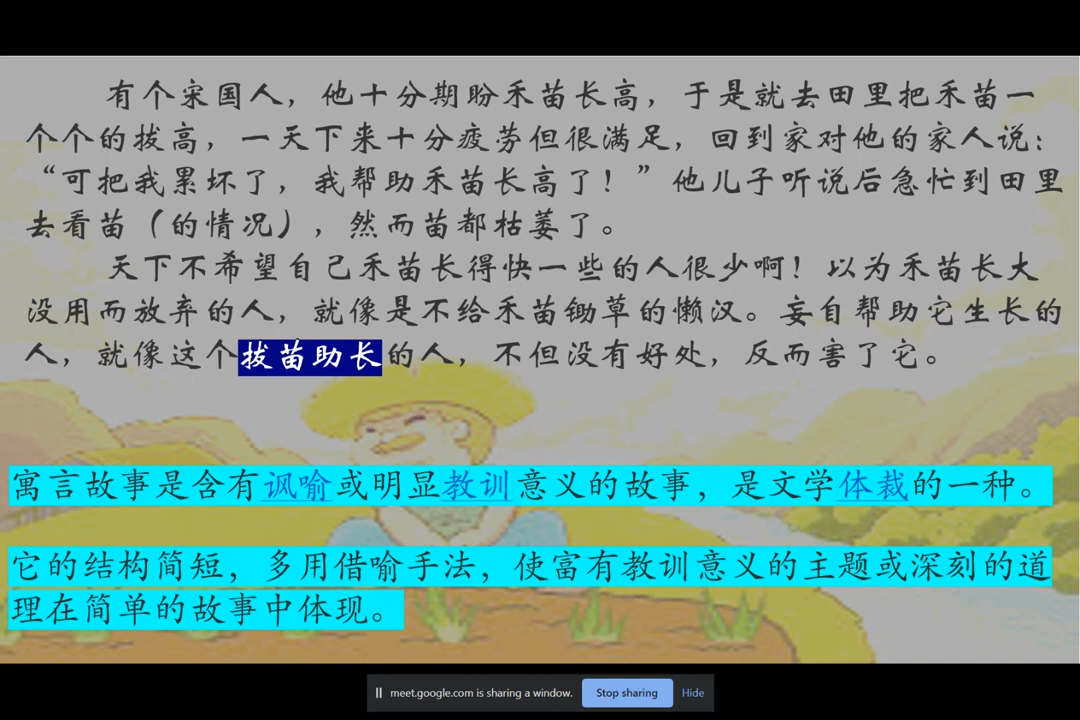 有个宋国人，他十分期盼禾苗长高，于是就去田里把禾苗一
个个的拔高，一天下来十分疲劳但很满足，回到家对他的家人说：
“可把我累坏了，我帮助禾苗长高了！”他儿子听说后急忙到田里
去看苗（的情况），然而苗都枯萎了。
天下不希望自己禾苗长得快一些的人很少啊！以为禾苗长大
没用而放弃的人，就像是不给禾苗锄草的懒汉。妄自帮助它生长的
人，就像这个拔苗助长的人，不但没有好处，反而害了它。
寓言故事是含有讽喻或明显教训意义的故事，是文学体裁的一种。
它的结构简短，多用借喻手法，使富有教训意义的主题或深刻的道
理在简单的故事中体现。
meet.google.com is sharing a window. Stop sharing Hide